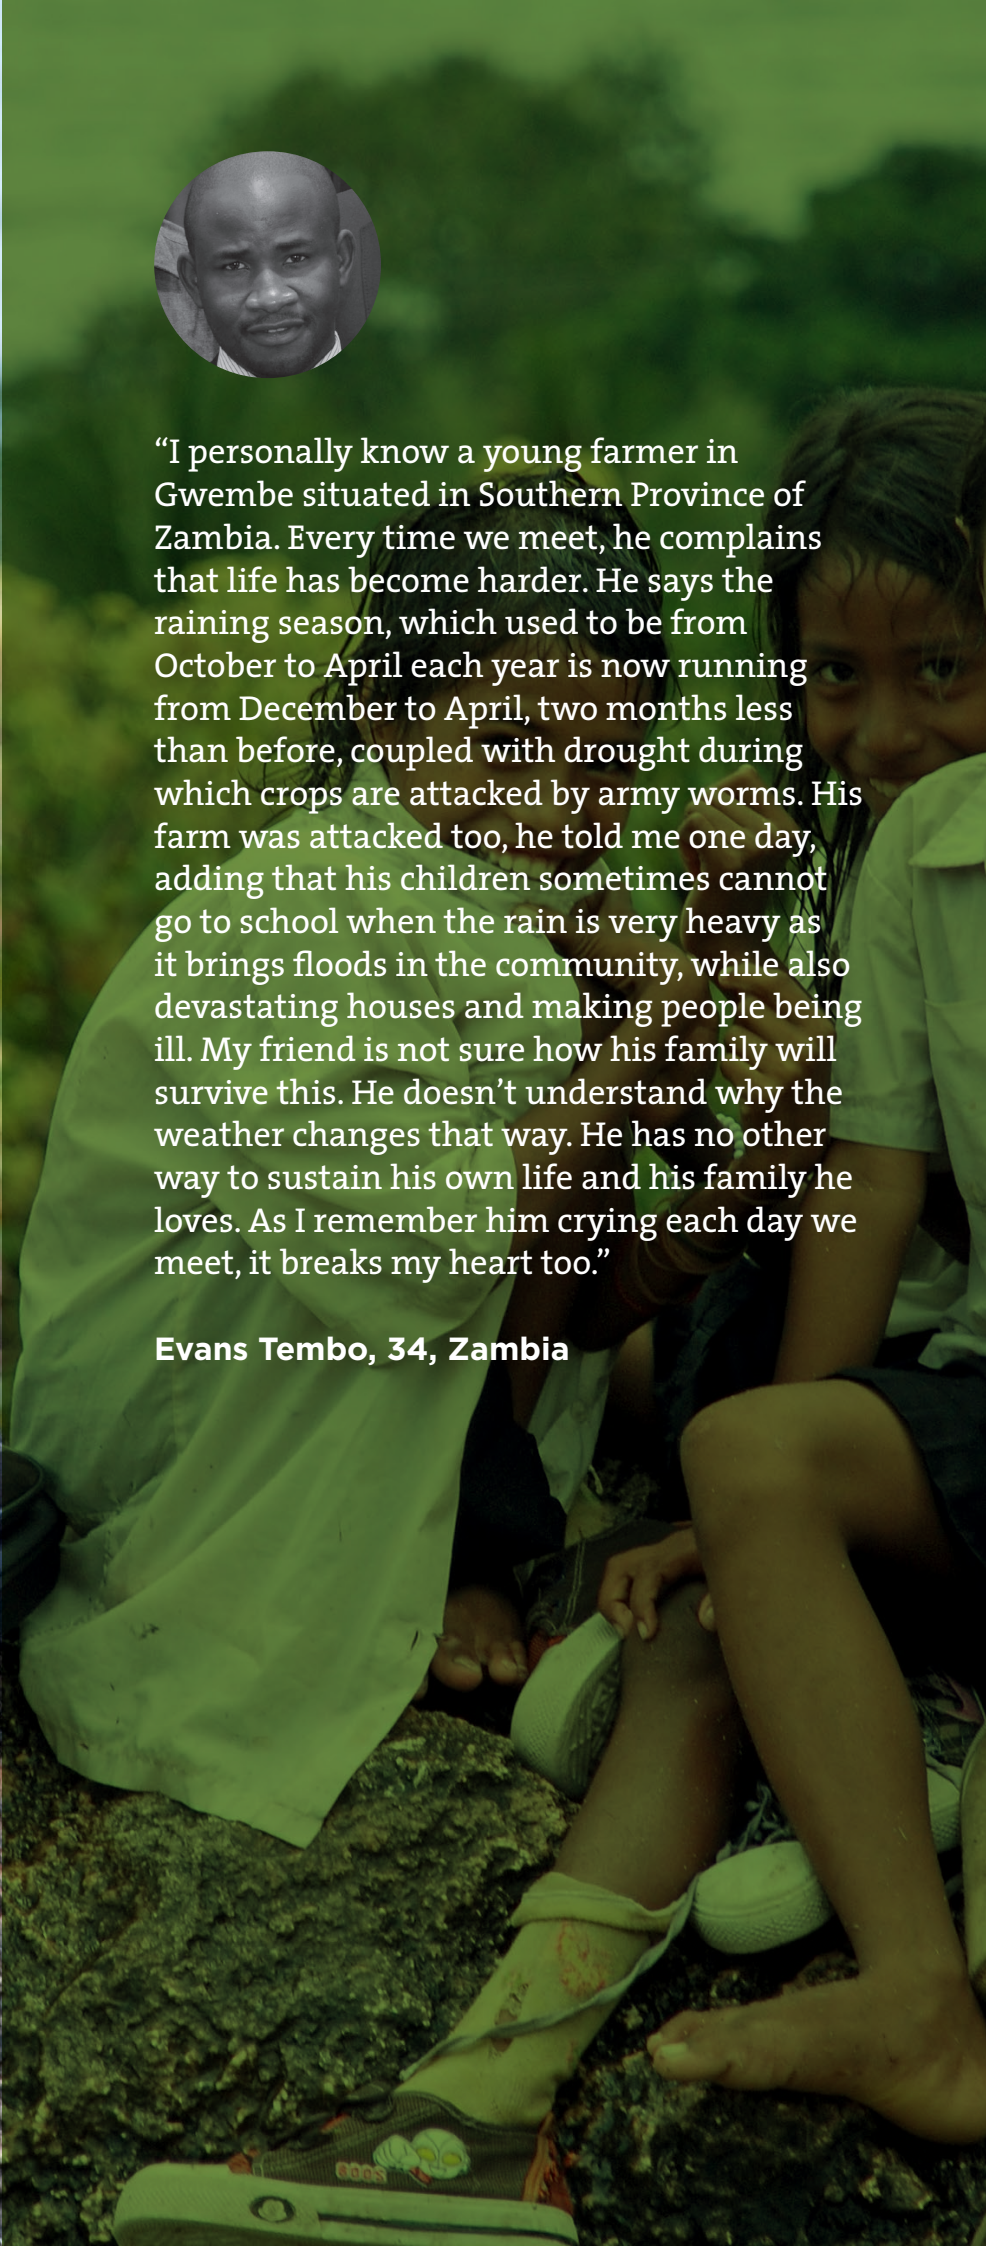 “I personally know a young farmer in
Gwembe situated in Southern Province of
Zambia. Every time we meet, he complains
that life has become harder. He says the
raining season, which used to be from
October to April each year is now running
from December to April, two months less
than before, coupled with drought during
which crops are attacked by army worms. His
farm was attacked too, he told me one day,
adding that his children sometimes cannot
go to school when the rain is very heavy as
it brings floods in the community, while also
devastating houses and making people being
ill. My friend is not sure how his family will
survive this. He doesn’t understand why the
weather changes that way. He has no other
way to sustain his own life and his family he
loves. As I remember him crying each day we
meet, it breaks my heart too.”
Evans Tembo, 34, Zambia